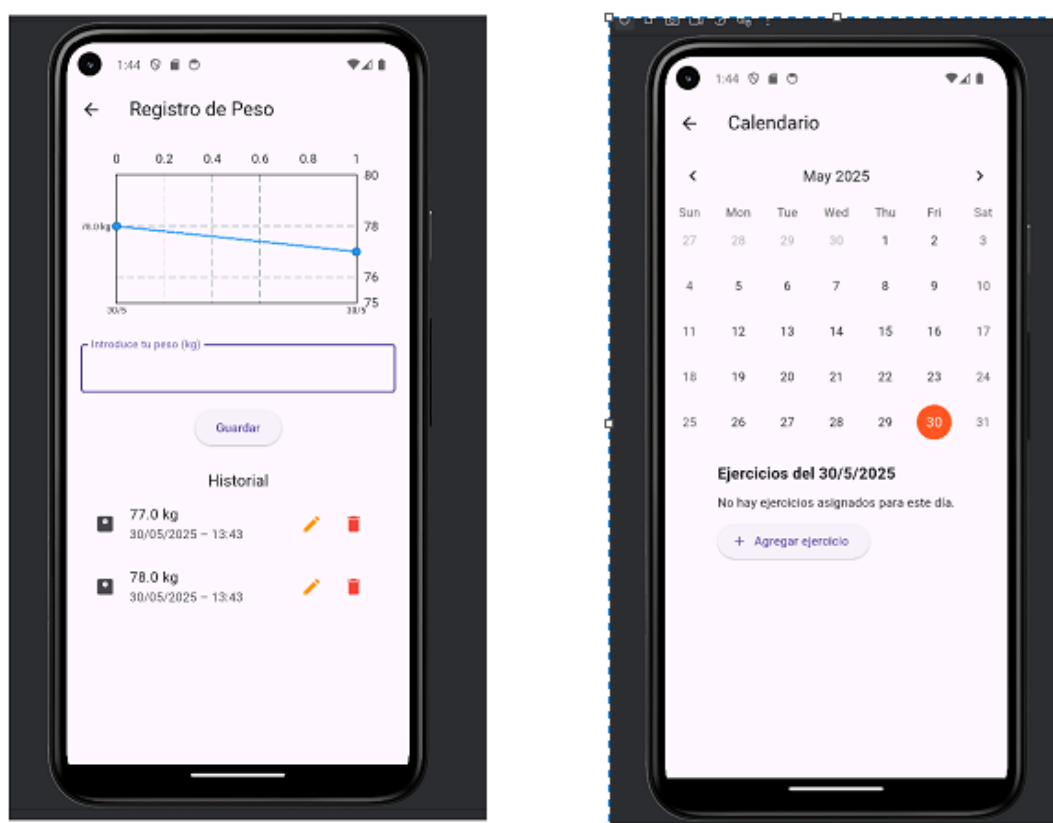 1:44
Registro de Peso
0 0.2 0.4 0.6 0.8 1
80
78.0 kg
78
76
75
30/5 30/5
Introduce tu peso (kg)
Guardar
Historial
77.0 kg
30/05/2025 – 13:43
78.0 kg
30/05/2025 – 13:43
1:44
Calendario
May 2025
Sun Mon Tue Wed Thu Fri Sat
27 28 29 30 1 2 3
4 5 6 7 8 9 10
11 12 13 14 15 16 17
18 19 20 21 22 23 24
25 26 27 28 29 30 31
Ejercicios del 30/5/2025
No hay ejercicios asignados para este día.
+ Agregar ejercicio